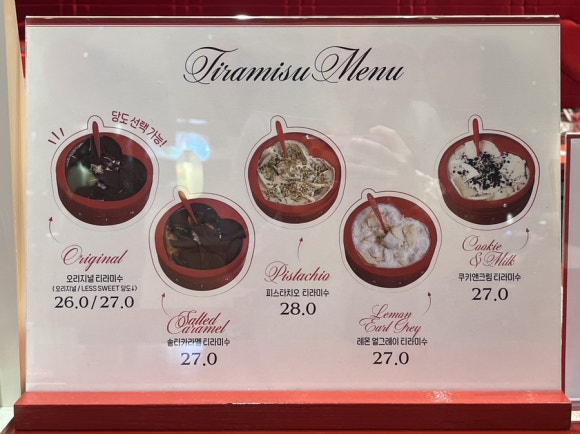 Tiramisu Menu
당도 선택 가능!
Original
오리지널 티라미수
(오리지널 / LESS SWEET 당도↓)
26.0 / 27.0
Salted
Caramel
솔티카라멜 티라미수
27.0
Pistachio
피스타치오 티라미수
28.0
Lemon
Earl Grey
레몬 얼그레이 티라미수
27.0
Cookie
& Milk
쿠키앤크림 티라미수
27.0